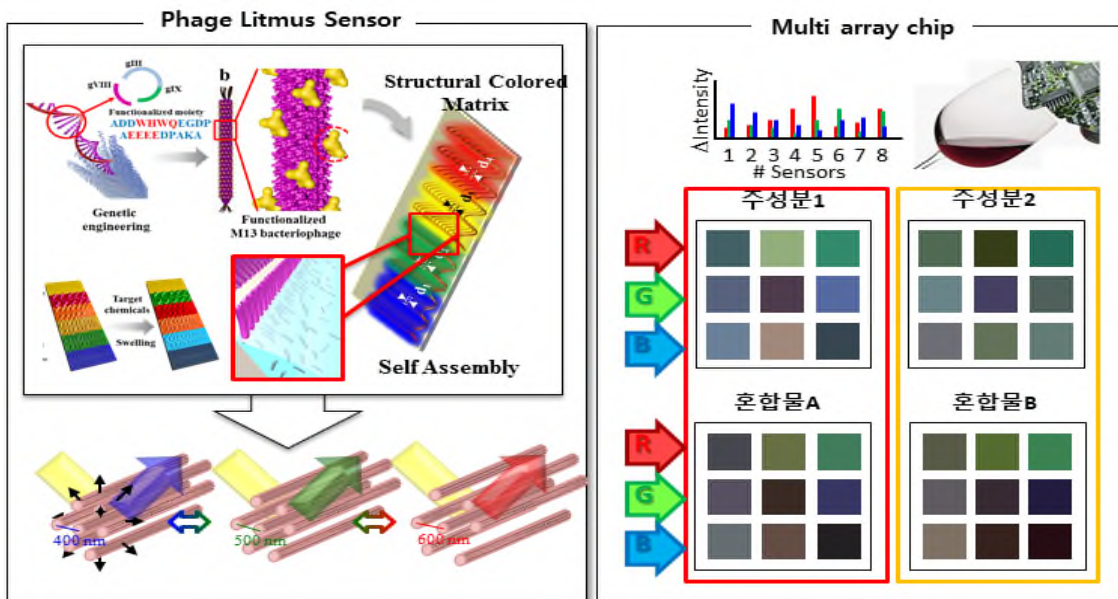 Phage Litmus Sensor
gIII
gVIII
gIX
Functionalized moiety
ADDWHWQEGDP
AEEEEDPAKA
Genetic
engineering
b
Functionalized
M13 bacteriophage
Structural Colored
Matrix
Target
chemicals
Swelling
Self Assembly
400 nm
500 nm
600 nm
Multi array chip
ΔIntensity
1 2 3 4 5 6 7 8
# Sensors
주성분1
주성분2
R
G
B
혼합물A
혼합물B
R
G
B